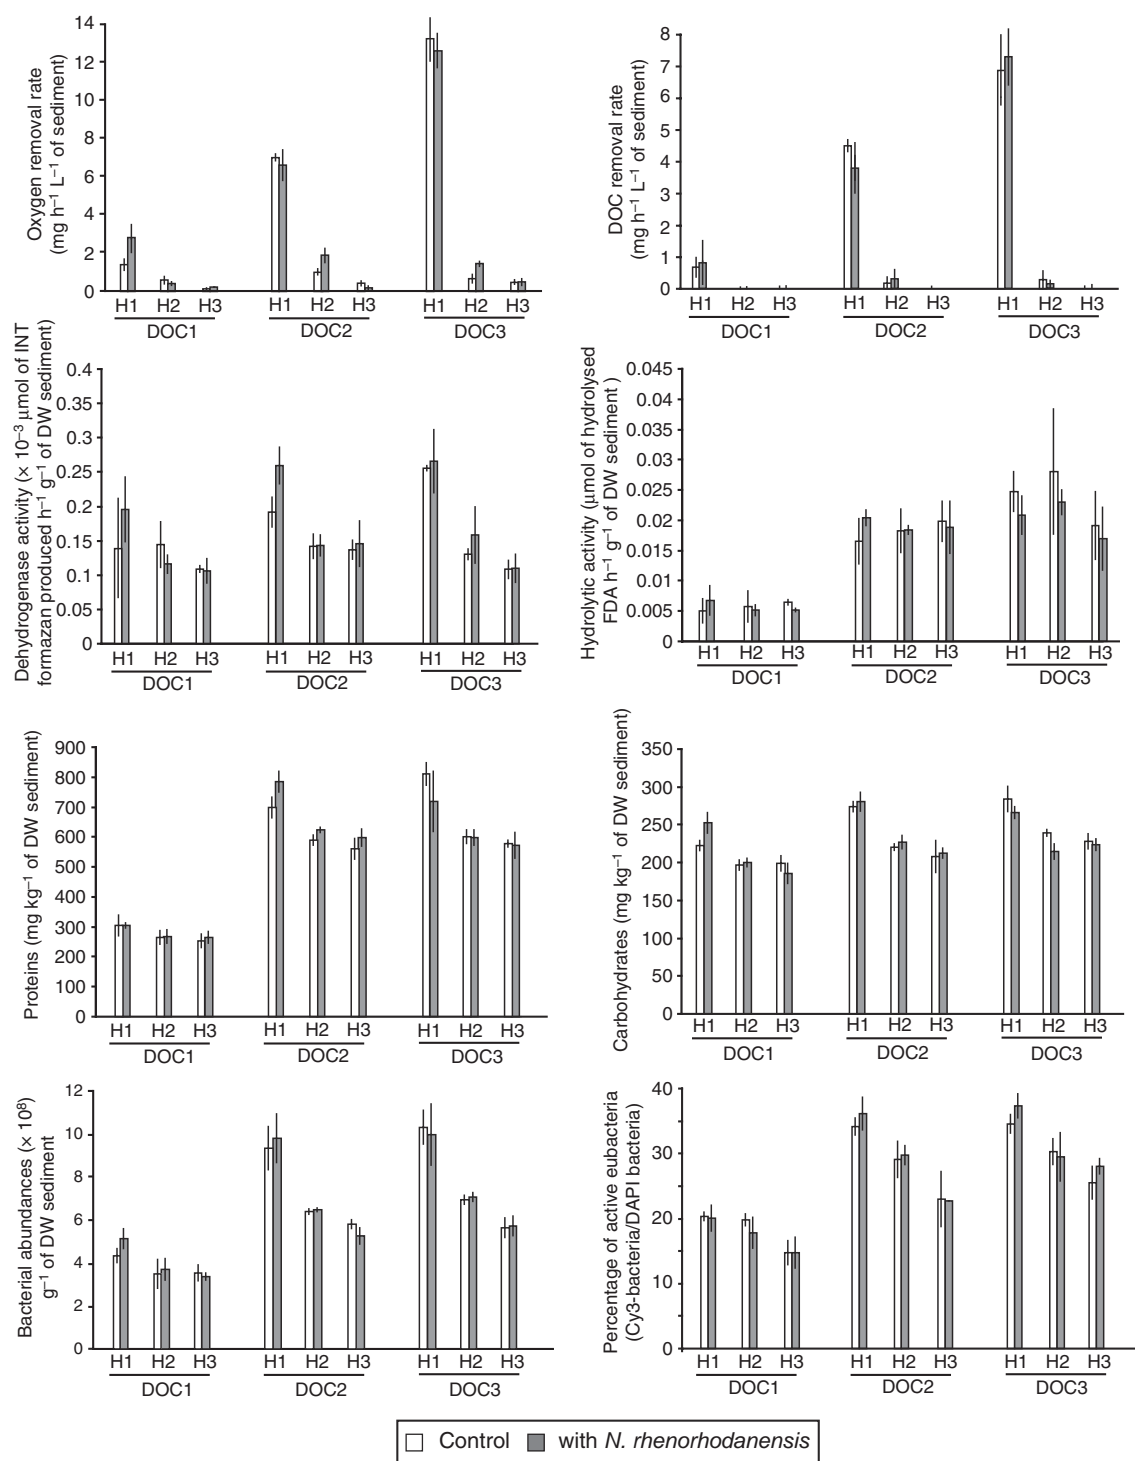 Oxygen removal rate
(mg h⁻¹ L⁻¹ of sediment)
14
12
10
8
6
4
2
0
H1 H2 H3 H1 H2 H3 H1 H2 H3
DOC1 DOC2 DOC3
DOC removal rate
(mg h⁻¹ L⁻¹ of sediment)
8
7
6
5
4
3
2
1
0
H1 H2 H3 H1 H2 H3 H1 H2 H3
DOC1 DOC2 DOC3
Dehydrogenase activity (× 10⁻³ μmol of INT
formazan produced h⁻¹ g⁻¹ of DW sediment)
0.4
0.35
0.3
0.25
0.2
0.15
0.1
0.05
0
H1 H2 H3 H1 H2 H3 H1 H2 H3
DOC1 DOC2 DOC3
Hydrolytic activity (μmol of hydrolysed
FDA h⁻¹ g⁻¹ of DW sediment )
0.045
0.04
0.035
0.03
0.025
0.02
0.015
0.01
0.005
0
H1 H2 H3 H1 H2 H3 H1 H2 H3
DOC1 DOC2 DOC3
Proteins (mg kg⁻¹ of DW sediment)
900
800
700
600
500
400
300
200
100
0
H1 H2 H3 H1 H2 H3 H1 H2 H3
DOC1 DOC2 DOC3
Carbohydrates (mg kg⁻¹ of DW sediment)
350
300
250
200
150
100
50
0
H1 H2 H3 H1 H2 H3 H1 H2 H3
DOC1 DOC2 DOC3
Bacterial abundances (× 10⁸)
g⁻¹ of DW sediment
12
10
8
6
4
2
0
H1 H2 H3 H1 H2 H3 H1 H2 H3
DOC1 DOC2 DOC3
Percentage of active eubacteria
(Cy3-bacteria/DAPI bacteria)
40
30
20
10
0
H1 H2 H3 H1 H2 H3 H1 H2 H3
DOC1 DOC2 DOC3
Control with N. rhenorhodanensis